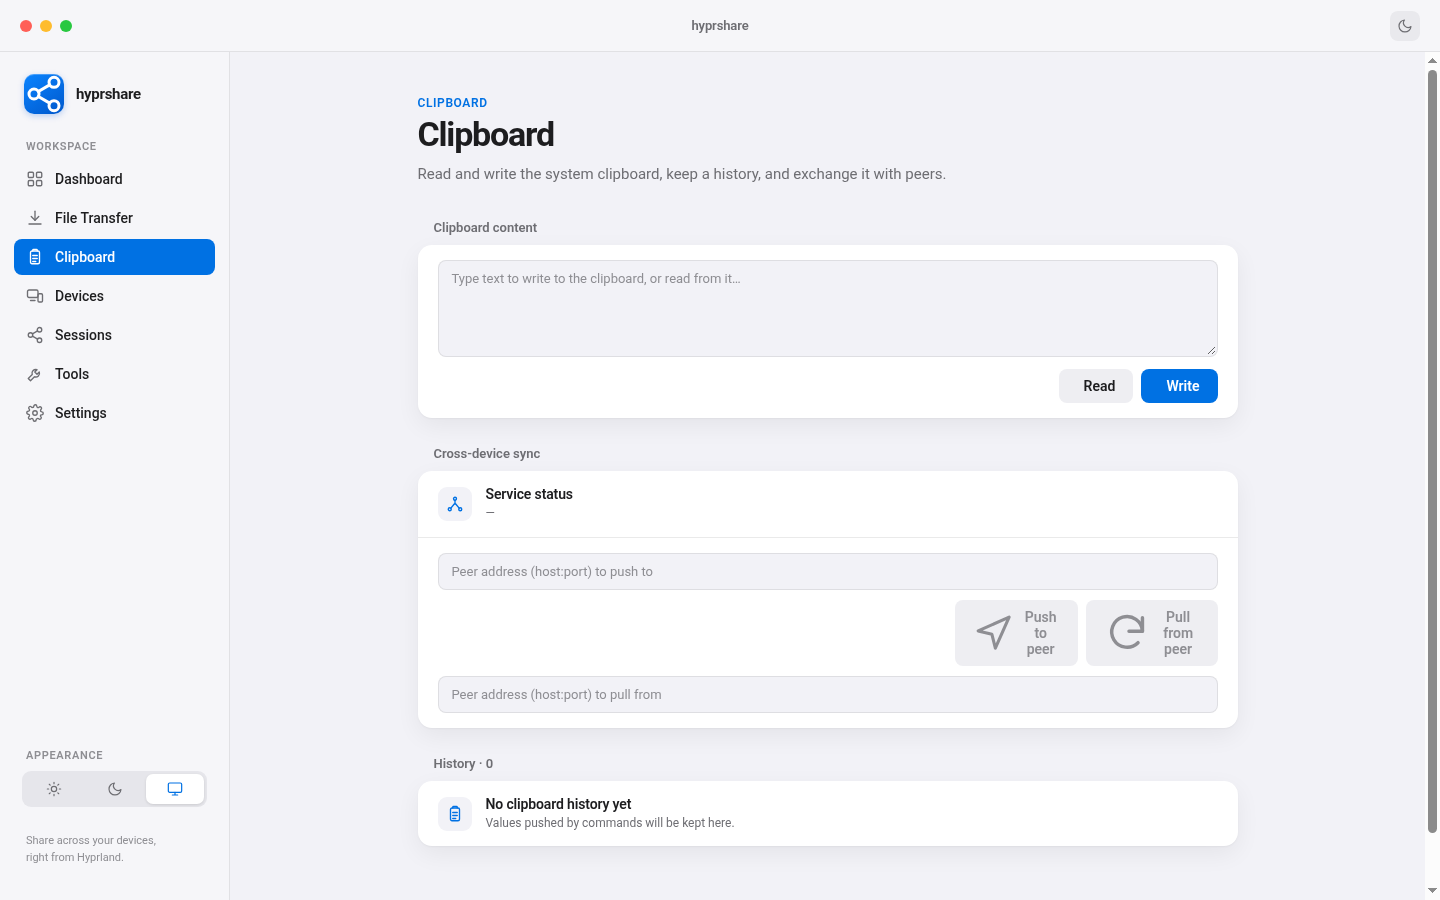 hyprshare
hyprshare
WORKSPACE
Dashboard
File Transfer
Clipboard
Devices
Sessions
Tools
Settings
APPEARANCE
Share across your devices,
right from Hyprland.
CLIPBOARD
Clipboard
Read and write the system clipboard, keep a history, and exchange it with peers.
Clipboard content
Type text to write to the clipboard, or read from it…
Read
Write
Cross-device sync
Service status
—
Peer address (host:port) to push to
Push
to
peer
Pull
from
peer
Peer address (host:port) to pull from
History · 0
No clipboard history yet
Values pushed by commands will be kept here.